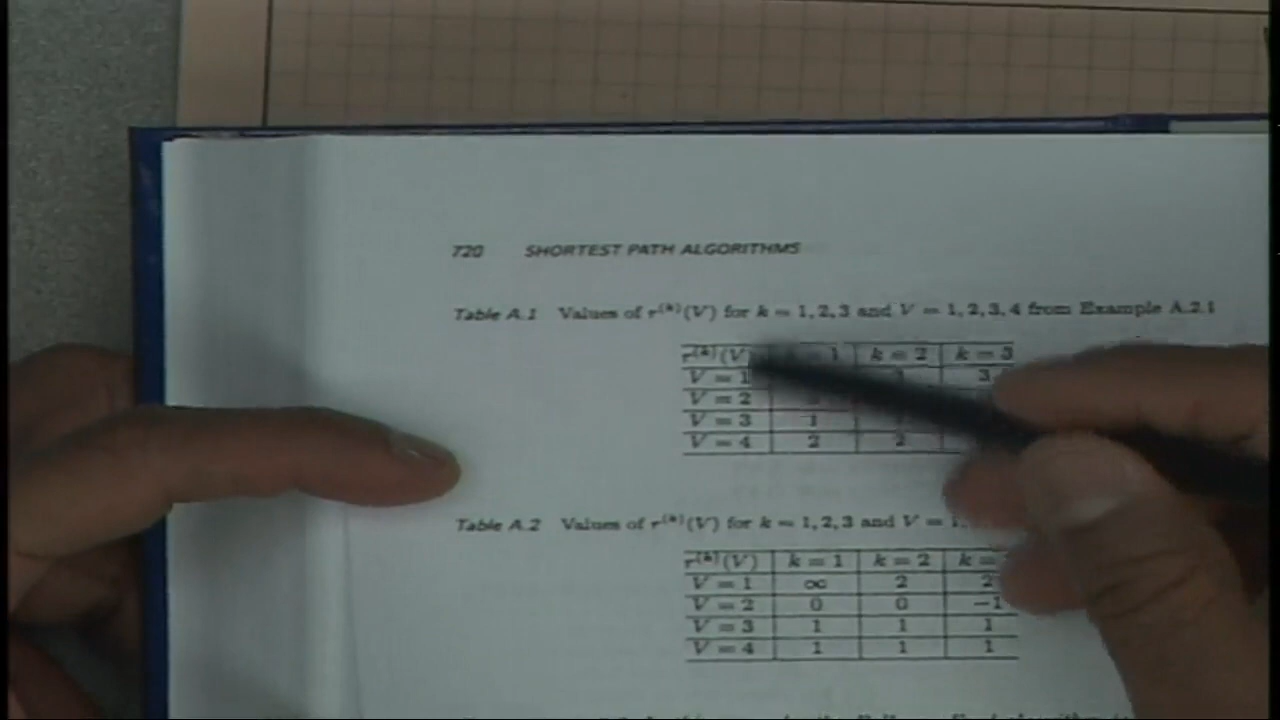 720 SHORTEST PATH ALGORITHMS
Table A.1 Values of r^(k)(V) for k = 1, 2, 3 and V = 1, 2, 3, 4 from Example A.2.1
r^(k)(V) = 1 k = 2 k = 3
V = 1 3
V = 2
V = 3 1
V = 4 2 2
Table A.2 Values of r^(k)(V) for k = 1, 2, 3 and V = 1,
r^(k)(V) k = 1 k = 2 k =
V = 1 ∞ 2 2
V = 2 0 0 −1
V = 3 1 1 1
V = 4 1 1 1